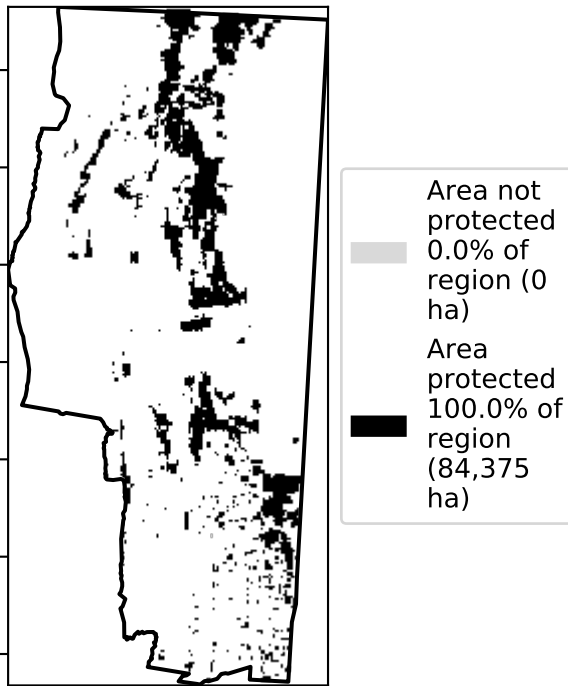 Area not
protected
0.0% of
region (0
ha)
Area
protected
100.0% of
region
(84,375
ha)